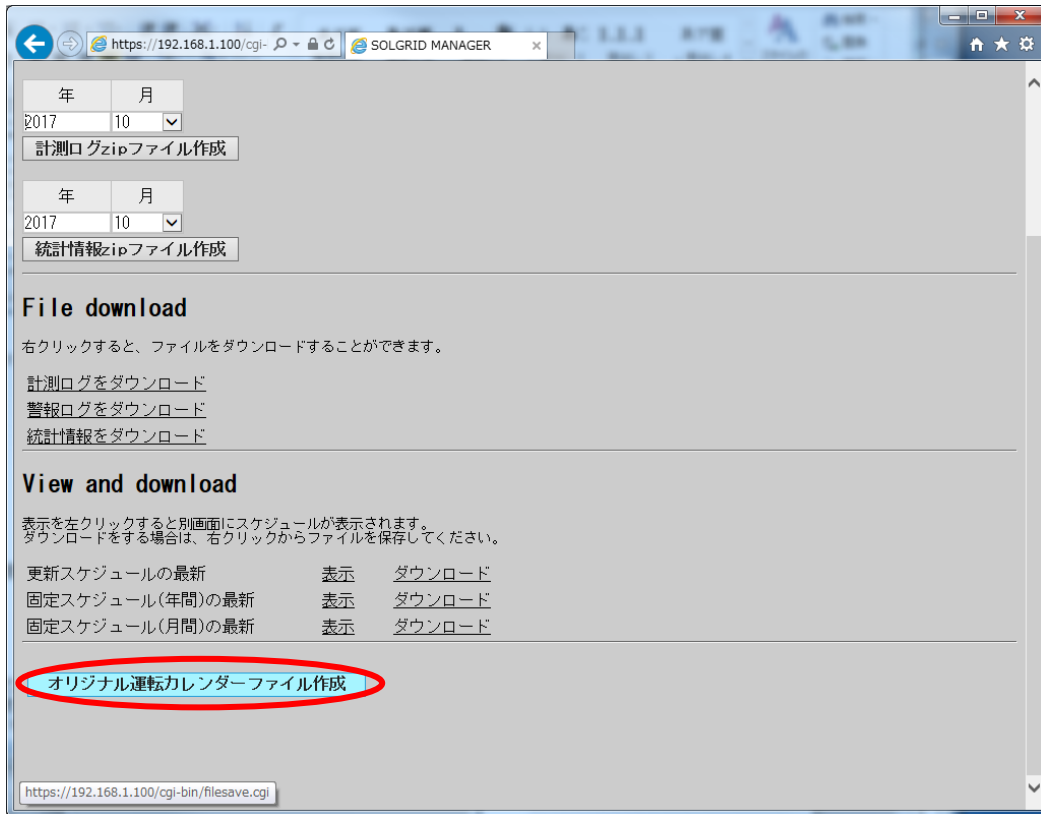 https://192.168.1.100/cgi-
SOLGRID MANAGER
年 月
2017 10
計測ログzipファイル作成
年 月
2017 10
統計情報zipファイル作成
File download
右クリックすると、ファイルをダウンロードすることができます。
計測ログをダウンロード
警報ログをダウンロード
統計情報をダウンロード
View and download
表示を左クリックすると別画面にスケジュールが表示されます。
ダウンロードをする場合は、右クリックからファイルを保存してください。
更新スケジュールの最新 表示 ダウンロード
固定スケジュール(年間)の最新 表示 ダウンロード
固定スケジュール(月間)の最新 表示 ダウンロード
オリジナル運転カレンダーファイル作成
https://192.168.1.100/cgi-bin/filesave.cgi